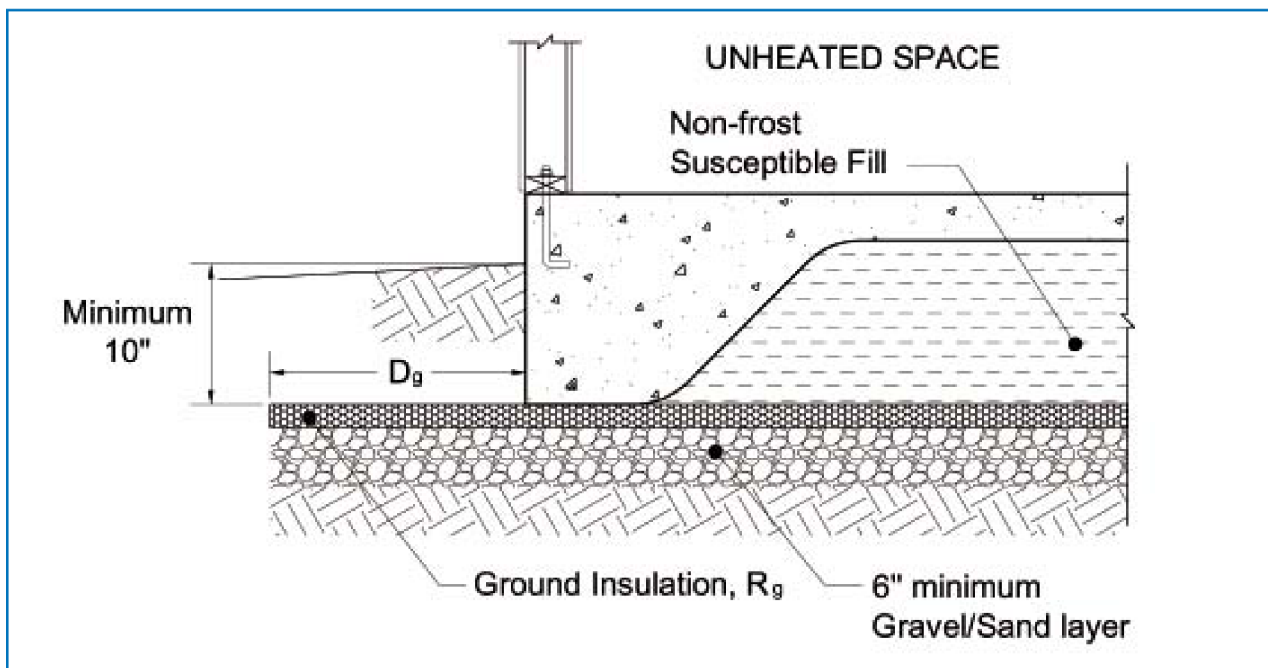 UNHEATED SPACE
Non-frost
Susceptible Fill
Minimum
10"
Dg
Ground Insulation, Rg
6" minimum
Gravel/Sand layer